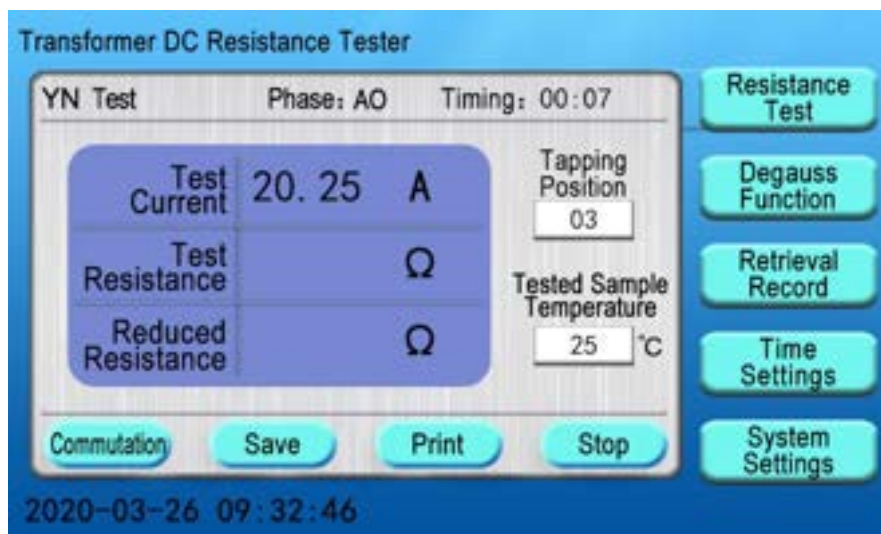 Transformer DC Resistance Tester
YN Test Phase: AO Timing: 00:07
Test
Current 20.25 A
Test
Resistance Ω
Reduced
Resistance Ω
Tapping
Position
03
Tested Sample
Temperature
25 °C
Commutation Save Print Stop
Resistance
Test
Degauss
Function
Retrieval
Record
Time
Settings
System
Settings
2020-03-26 09:32:46